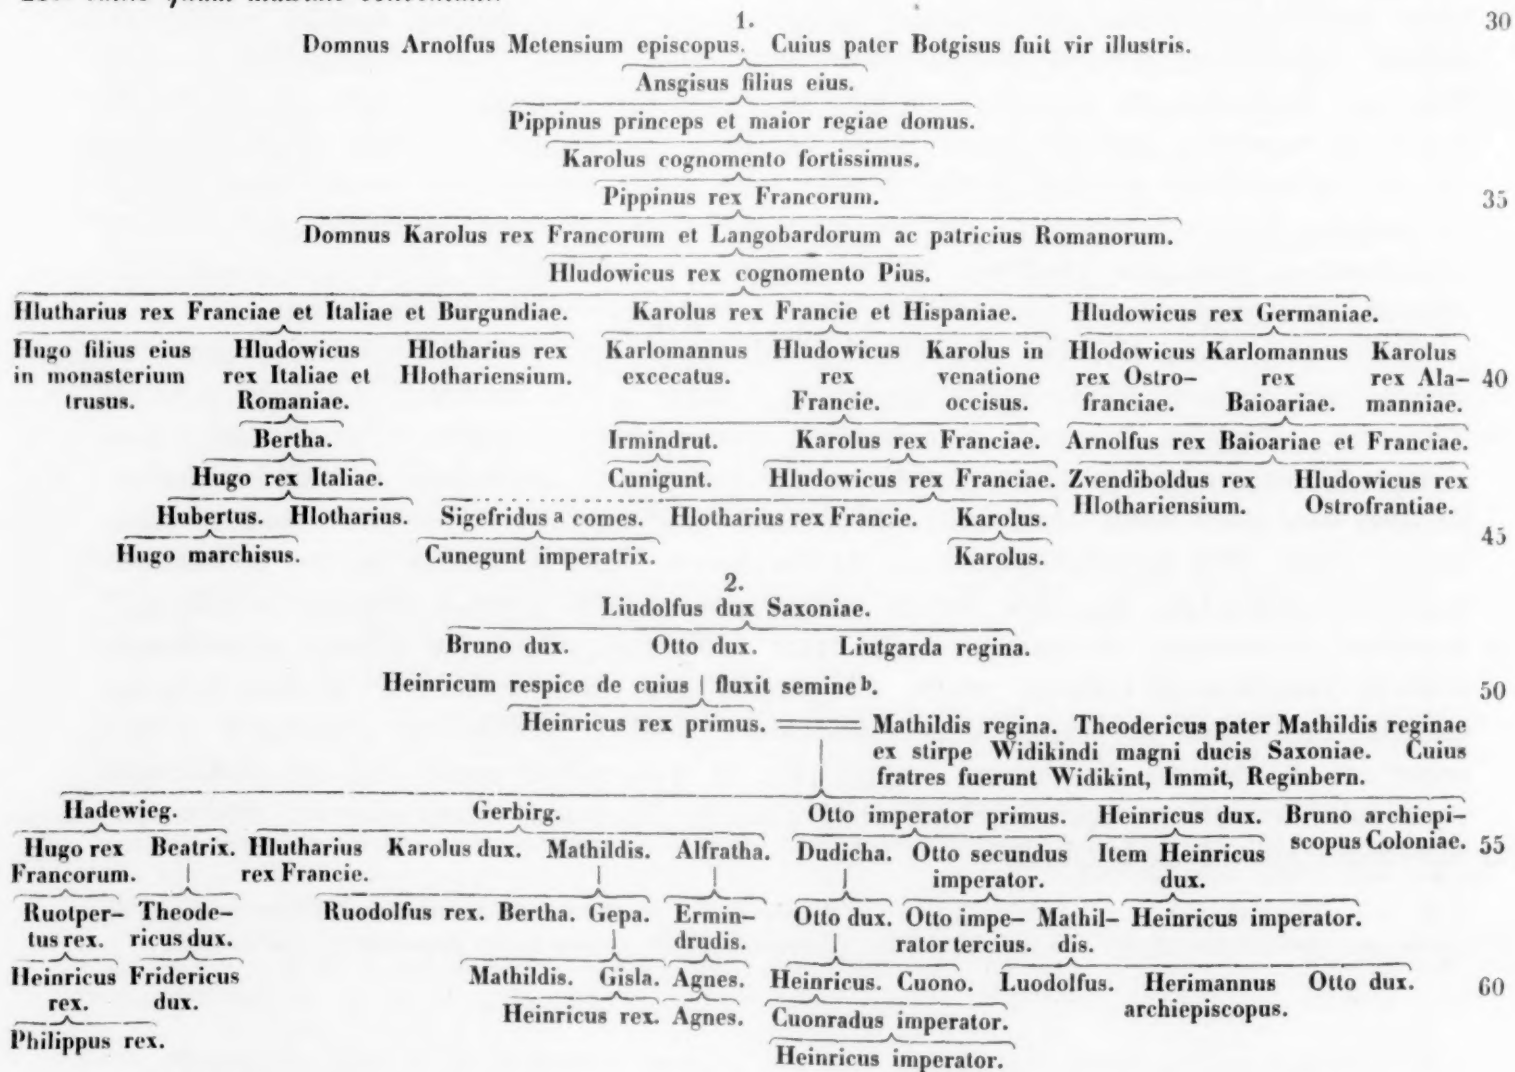 1. 30
Domnus Arnolfus Metensium episcopus. Cuius pater Botgisus fuit vir illustris.
Ansgisus filius eius.
Pippinus princeps et maior regiae domus.
Karolus cognomento fortissimus.
Pippinus rex Francorum. 35
Domnus Karolus rex Francorum et Langobardorum ac patricius Romanorum.
Hludowicus rex cognomento Pius.
Hlutharius rex Franciae et Italiae et Burgundiae. Karolus rex Francie et Hispaniae. Hludowicus rex Germaniae.
Hugo filius eius Hludowicus Hlotharius rex Karlomannus Hludowicus Karolus in Hlodowicus Karlomannus Karolus
in monasterium rex Italiae et Hlothariensium. excecatus. rex venatione rex Ostro- rex rex Ala- 40
trusus. Romaniae. Francie. occisus. franciae. Baioariae. manniae.
Bertha. Irmindrut. Karolus rex Franciae. Arnolfus rex Baioariae et Franciae.
Hugo rex Italiae. Cunigunt. Hludowicus rex Franciae. Zvendiboldus rex Hludowicus rex
Hubertus. Hlotharius. Sigefridus a comes. Hlotharius rex Francie. Karolus. Hlothariensium. Ostrofrantiae.
Hugo marchisus. Cunegunt imperatrix. Karolus. 45
2.
Liudolfus dux Saxoniae.
Bruno dux. Otto dux. Liutgarda regina.
Heinricum respice de cuius | fluxit semine b. 50
Heinricus rex primus. Mathildis regina. Theodericus pater Mathildis reginae
ex stirpe Widikindi magni ducis Saxoniae. Cuius
fratres fuerunt Widikint, Immit, Reginbern.
Hadewieg. Gerbirg. Otto imperator primus. Heinricus dux. Bruno archiepi-
Hugo rex Beatrix. Hlutharius Karolus dux. Mathildis. Alfratha. Dudicha. Otto secundus Item Heinricus scopus Coloniae. 55
Francorum. rex Francie. imperator. dux.
Ruotper- Theode- Ruodolfus rex. Bertha. Gepa. Ermin- Otto dux. Otto impe- Mathil- Heinricus imperator.
tus rex. ricus dux. drudis. rator tercius. dis.
Heinricus Fridericus Mathildis. Gisla. Agnes. Heinricus. Cuono. Luodolfus. Herimannus Otto dux. 60
rex. dux. Heinricus rex. Agnes. Cuonradus imperator. archiepiscopus.
Philippus rex. Heinricus imperator.